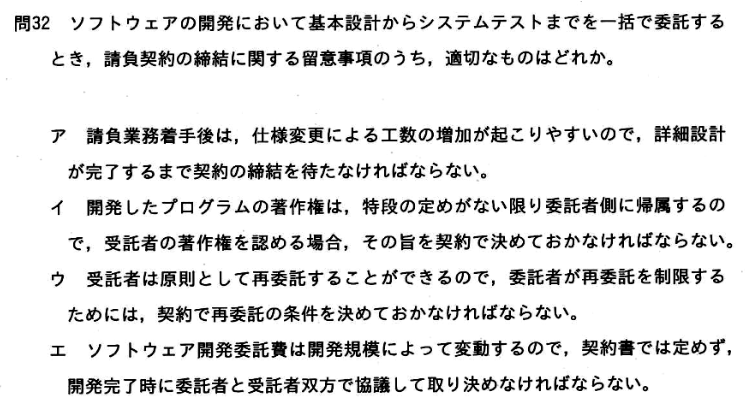 問32 ソフトウェアの開発において基本設計からシステムテストまでを一括で委託する
とき，請負契約の締結に関する留意事項のうち，適切なものはどれか。
ア 請負業務着手後は，仕様変更による工数の増加が起こりやすいので，詳細設計
が完了するまで契約の締結を待たなければならない。
イ 開発したプログラムの著作権は，特段の定めがない限り委託者側に帰属するの
で，受託者の著作権を認める場合，その旨を契約で決めておかなければならない。
ウ 受託者は原則として再委託することができるので，委託者が再委託を制限する
ためには，契約で再委託の条件を決めておかなければならない。
エ ソフトウェア開発委託費は開発規模によって変動するので，契約書では定めず，
開発完了時に委託者と受託者双方で協議して取り決めなければならない。